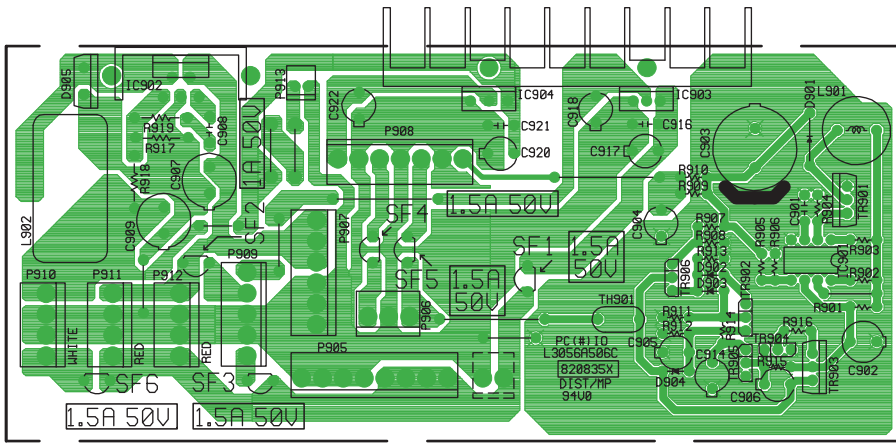 D905
IC902
P913
C922
IC904
C918
IC903
C903
D901
L901
R919
R917
C908
1A 50V
P908
C921
C920
C916
C917
R910
R909
L902
R918
C907
C909
SF2
P907
SF4
1.5A 50V
C904
R907
R908
R913
D902
D903
R905
R906
C901
R904
TR901
R903
IC901
R902
R901
P910
P911
P912
P909
SF5
1.5A
50V
SF1
1.5A
50V
TR906
TR902
WHITE
RED
RED
P906
TH901
R911
R912
R914
R916
P905
PC(#)IO
L3056A506C
820835X
DIST/MP
94V0
C905
C914
TR905
TR904
R915
TR903
C902
D904
C906
SF6
SF3
1.5A 50V
1.5A 50V